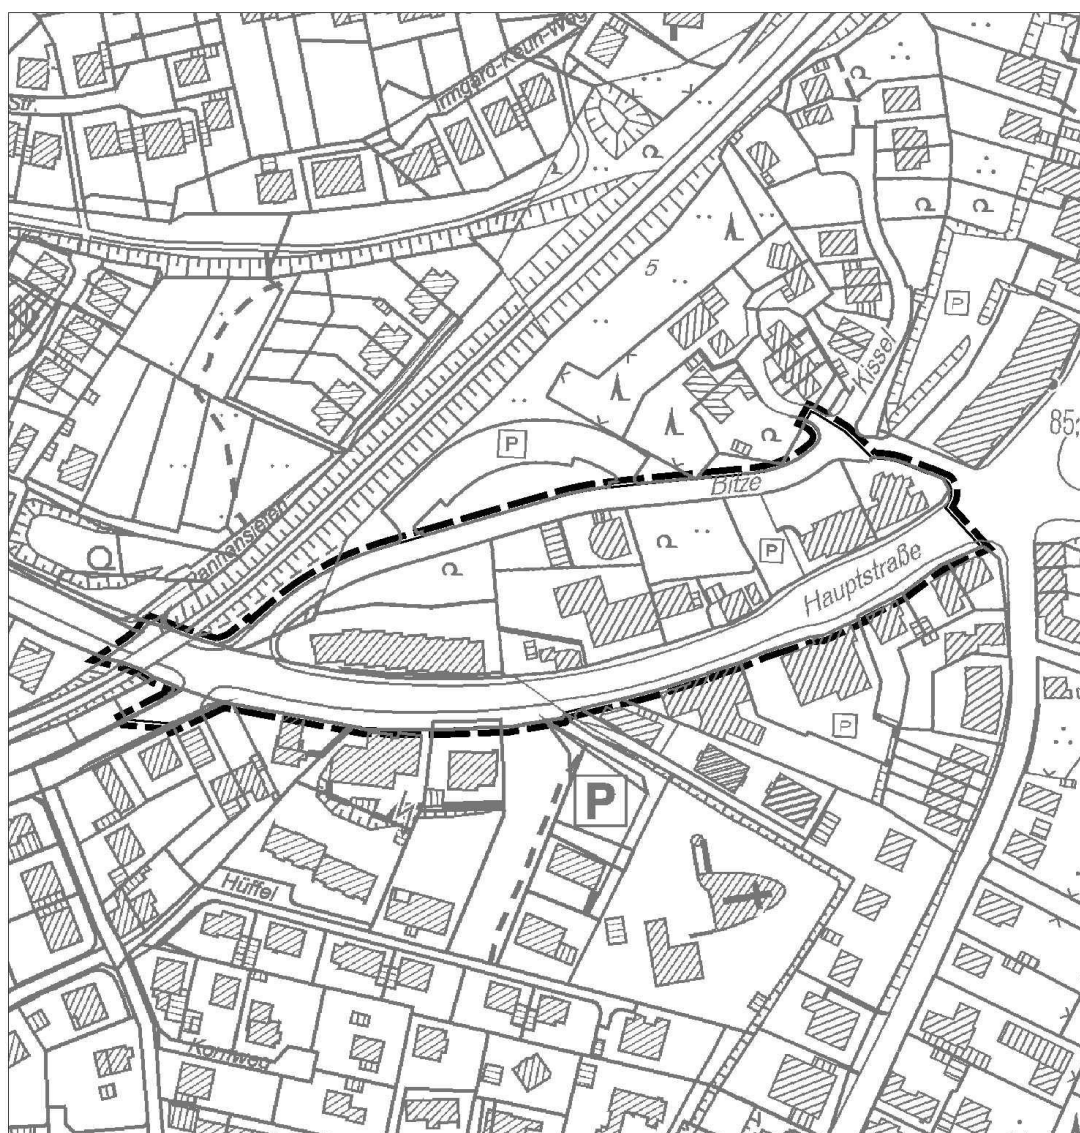 Irmgard-Keun-Weg
Str.
P
5
Kissel
P
Bitze
P
Hauptstraße
P
P
Hüffel
Kornweg